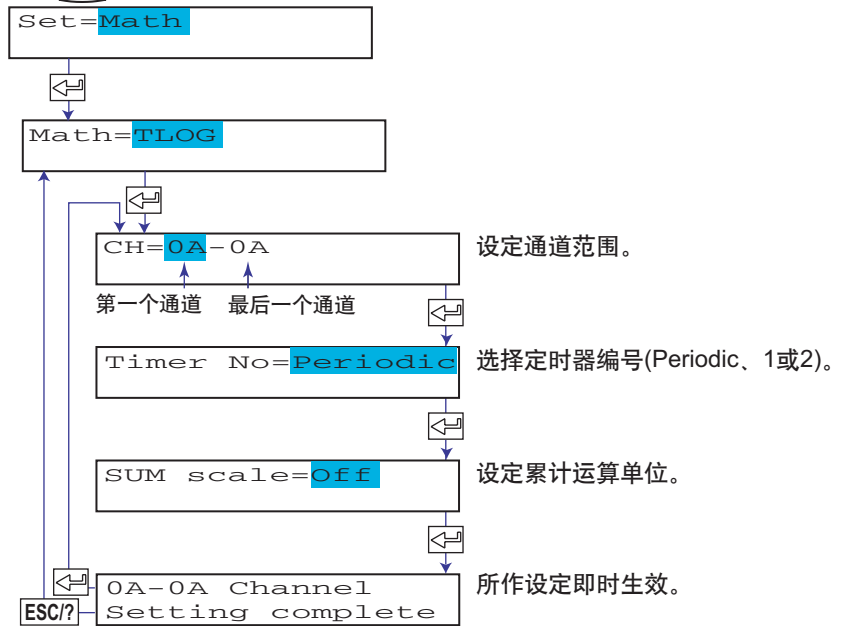 Set=Math
Math=TLOG
CH=0A-0A
设定通道范围。
第一个通道 最后一个通道
Timer No=Periodic
选择定时器编号(Periodic、1或2)。
SUM scale=Off
设定累计运算单位。
0A-0A Channel
所作设定即时生效。
ESC/?
Setting complete